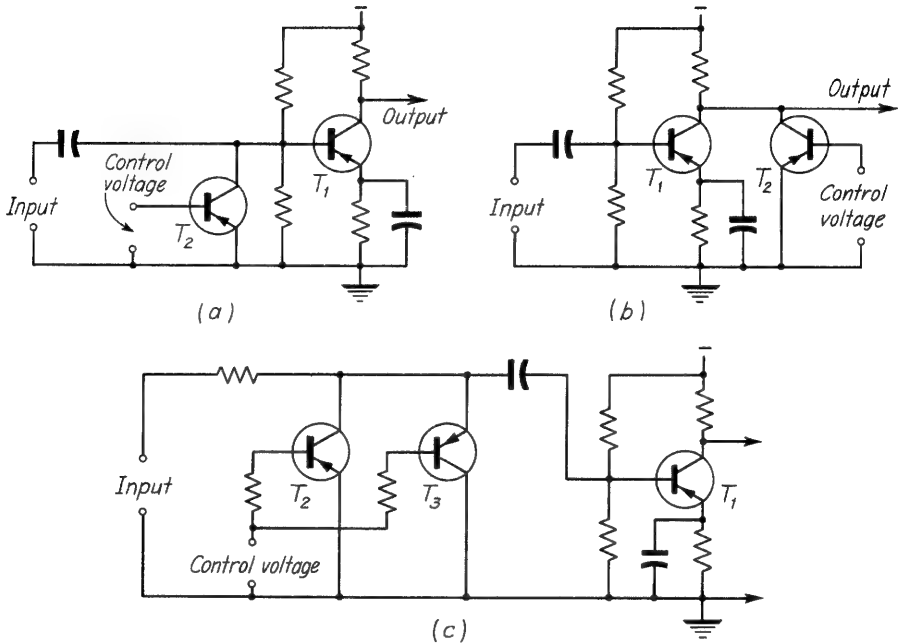 Control
voltage
Input
T2
T1
Output
(a)
Input
T1
T2
Output
Control
voltage
(b)
Input
T2
T3
Control voltage
T1
(c)